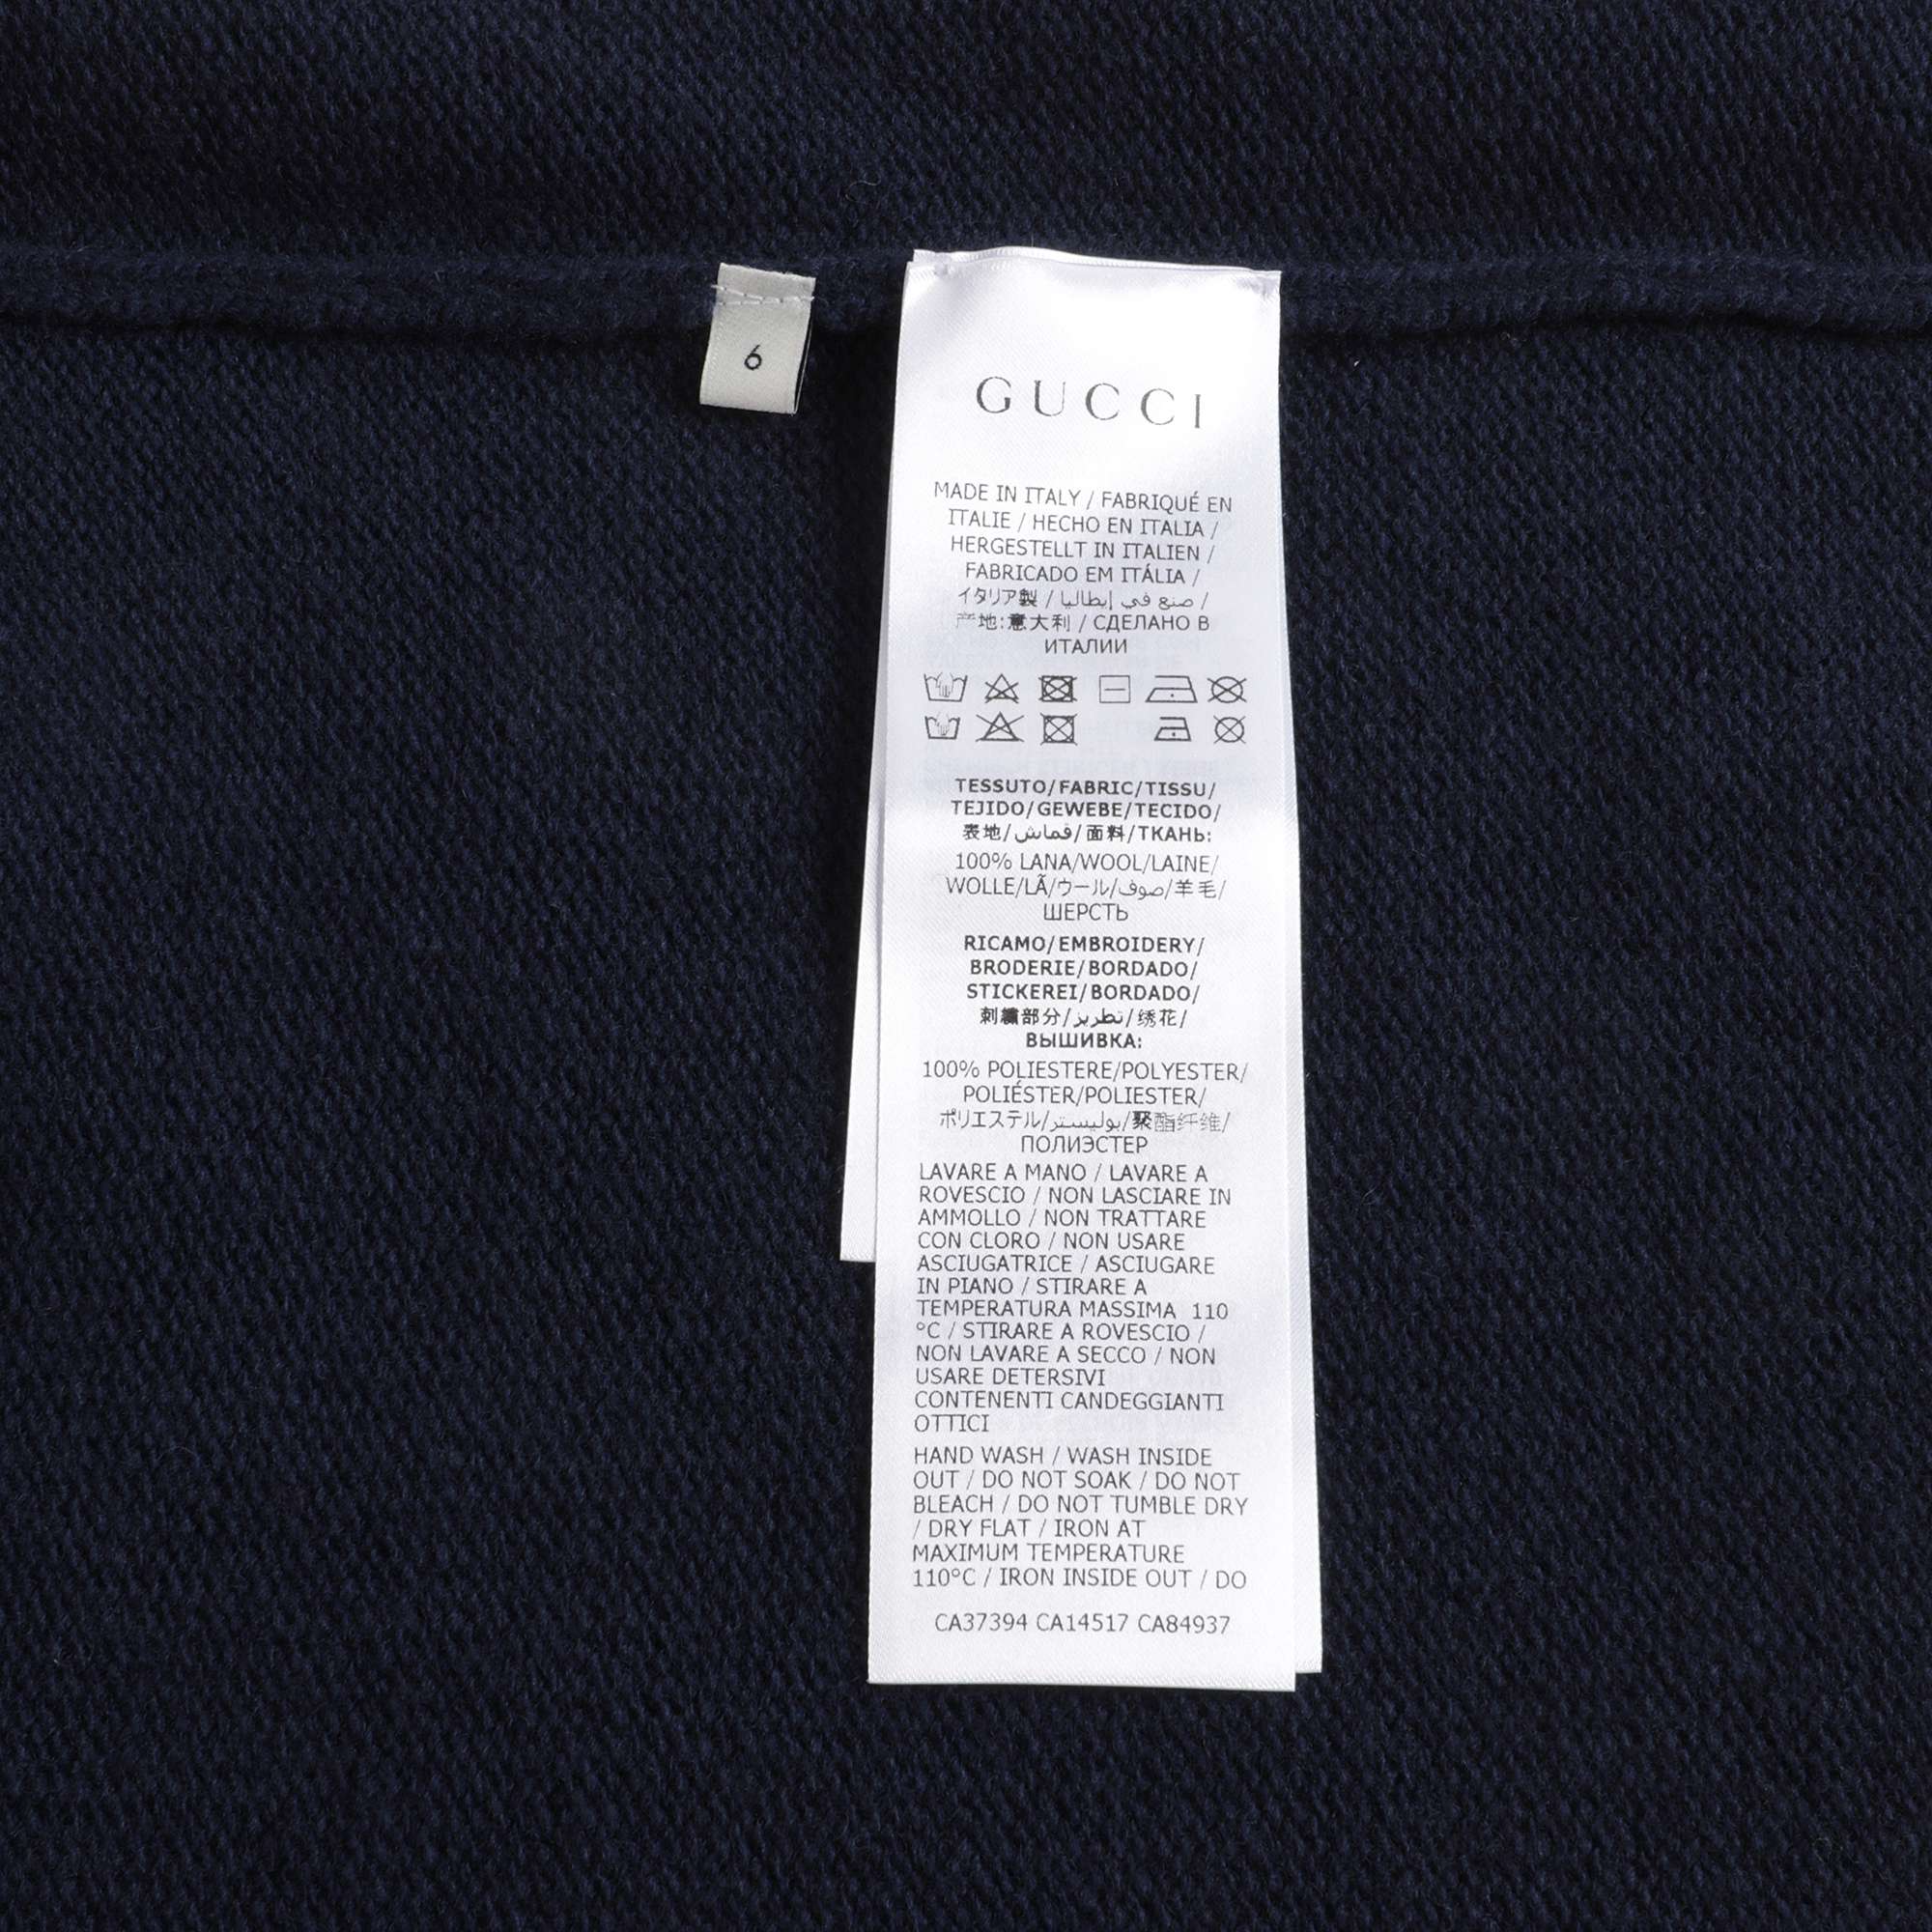 6
GUCCI
MADE IN ITALY / FABRIQUÉ EN
ITALIE / HECHO EN ITALIA /
HERGESTELLT IN ITALIEN /
FABRICADO EM ITÁLIA /
イタリア製 / صنع في إيطاليا /
产地:意大利 / СДЕЛАНО В
ИТАЛИИ
TESSUTO/FABRIC/TISSU/
TEJIDO/GEWEBE/TECIDO/
表地/قماش/面料/ТКАНЬ:
100% LANA/WOOL/LAINE/
WOLLE/LÃ/ウール/صوف/羊毛/
ШЕРСТЬ
RICAMO/EMBROIDERY/
BRODERIE/BORDADO/
STICKEREI/BORDADO/
刺繍部分/تطريز/绣花/
ВЫШИВКА:
100% POLIESTERE/POLYESTER/
POLIÉSTER/POLIESTER/
ポリエステル/بوليستر/聚酯纤维/
ПОЛИЭСТЕР
LAVARE A MANO / LAVARE A
ROVESCIO / NON LASCIARE IN
AMMOLLO / NON TRATTARE
CON CLORO / NON USARE
ASCIUGATRICE / ASCIUGARE
IN PIANO / STIRARE A
TEMPERATURA MASSIMA 110
°C / STIRARE A ROVESCIO /
NON LAVARE A SECCO / NON
USARE DETERSIVI
CONTENENTI CANDEGGIANTI
OTTICI
HAND WASH / WASH INSIDE
OUT / DO NOT SOAK / DO NOT
BLEACH / DO NOT TUMBLE DRY
/ DRY FLAT / IRON AT
MAXIMUM TEMPERATURE
110°C / IRON INSIDE OUT / DO
CA37394 CA14517 CA84937